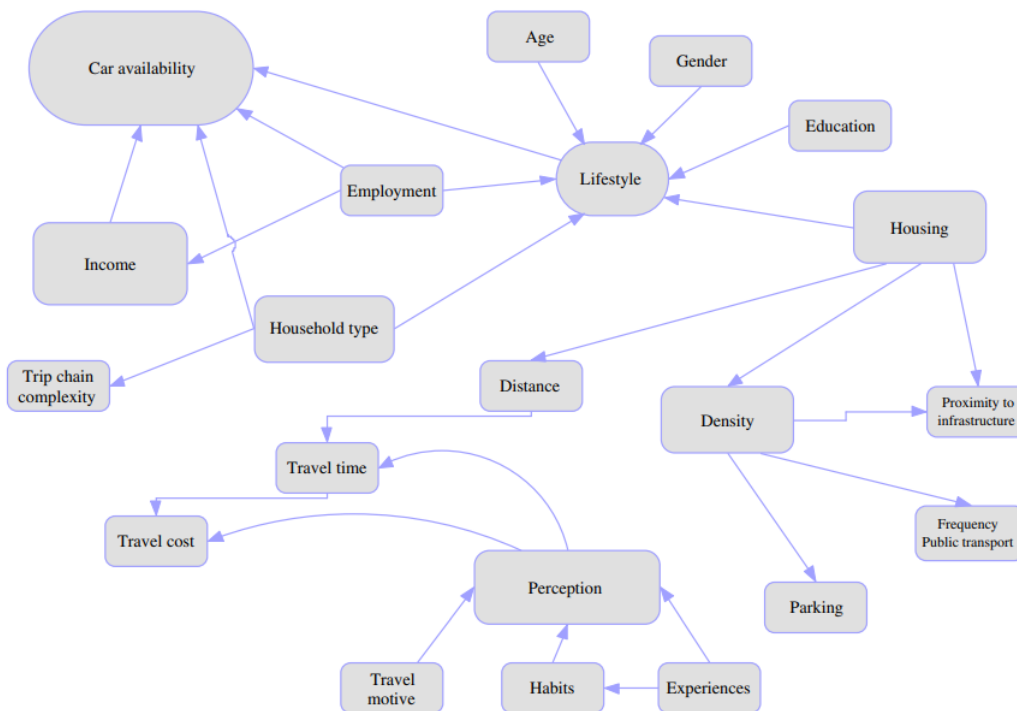 Age
Car availability
Gender
Education
Lifestyle
Employment
Housing
Income
Household type
Trip chain
complexity
Distance
Proximity to
infrastructure
Density
Travel time
Frequency
Public transport
Travel cost
Perception
Parking
Travel
motive
Habits
Experiences